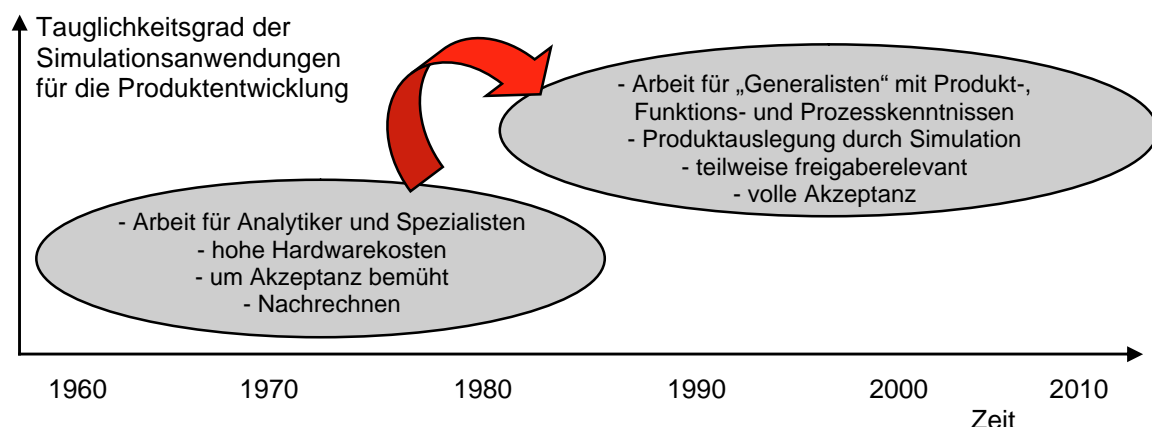 Tauglichkeitsgrad der
Simulationsanwendungen
für die Produktentwicklung
- Arbeit für „Generalisten“ mit Produkt-,
Funktions- und Prozesskenntnissen
- Produktauslegung durch Simulation
- teilweise freigaberelevant
- volle Akzeptanz
- Arbeit für Analytiker und Spezialisten
- hohe Hardwarekosten
- um Akzeptanz bemüht
- Nachrechnen
1960 1970 1980 1990 2000 2010
Zeit